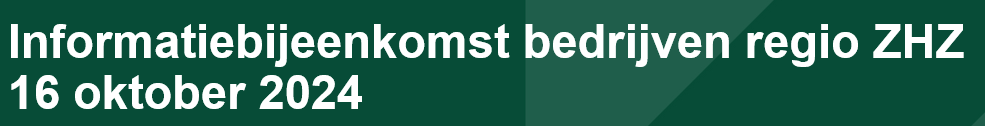 Informatiebijeenkomst bedrijven regio ZHZ
16 oktober 2024